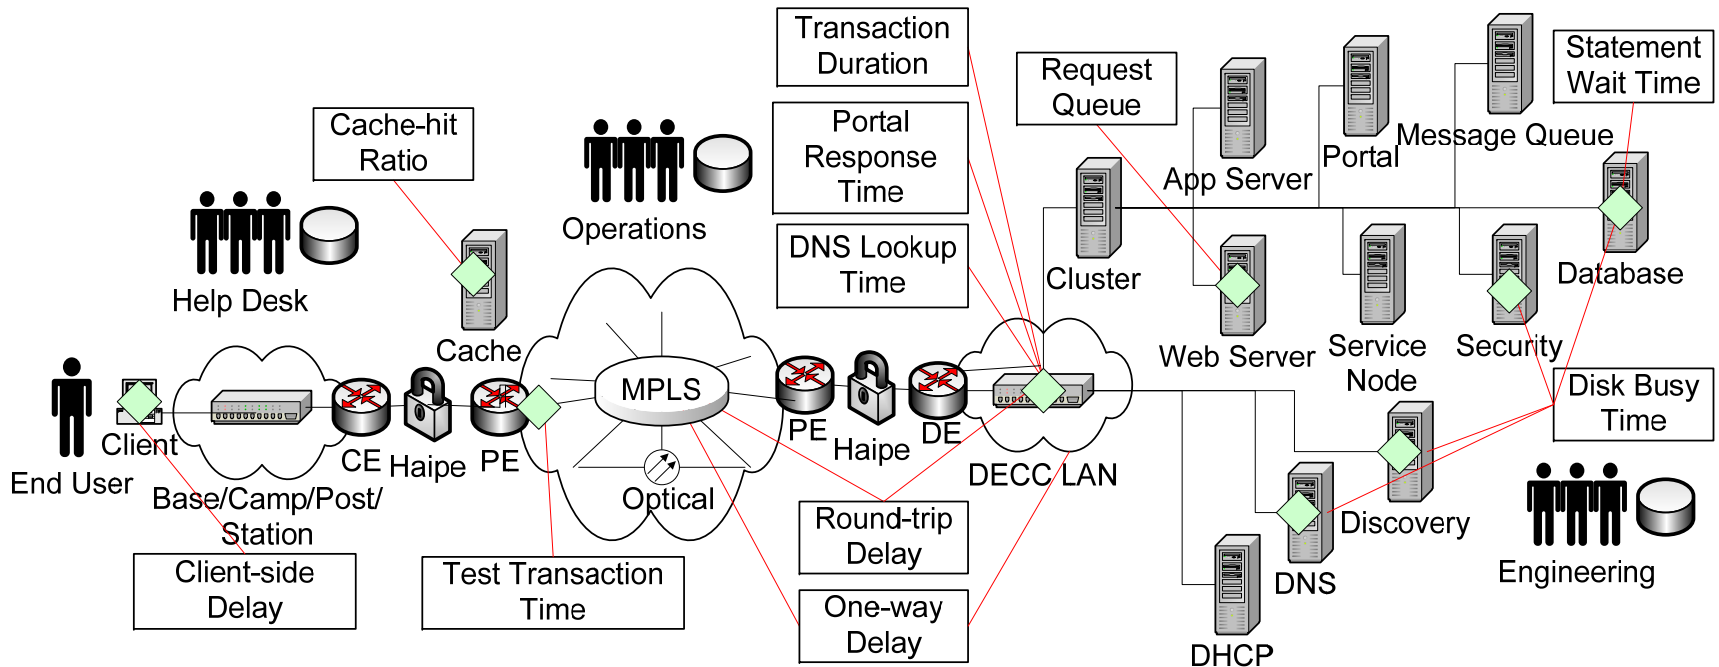 Transaction
Duration
Request
Queue
Statement
Wait Time
Cache-hit
Ratio
Portal
Response
Time
App Server
Portal
Message Queue
Operations
DNS Lookup
Time
Cluster
Database
Help Desk
Cache
Web Server
Service
Node
Security
MPLS
Disk Busy
Time
Client
CE
Haipe
PE
PE
Haipe
DE
DECC LAN
End User
Base/Camp/Post/
Station
Optical
Round-trip
Delay
Discovery
DNS
Engineering
Client-side
Delay
Test Transaction
Time
One-way
Delay
DHCP